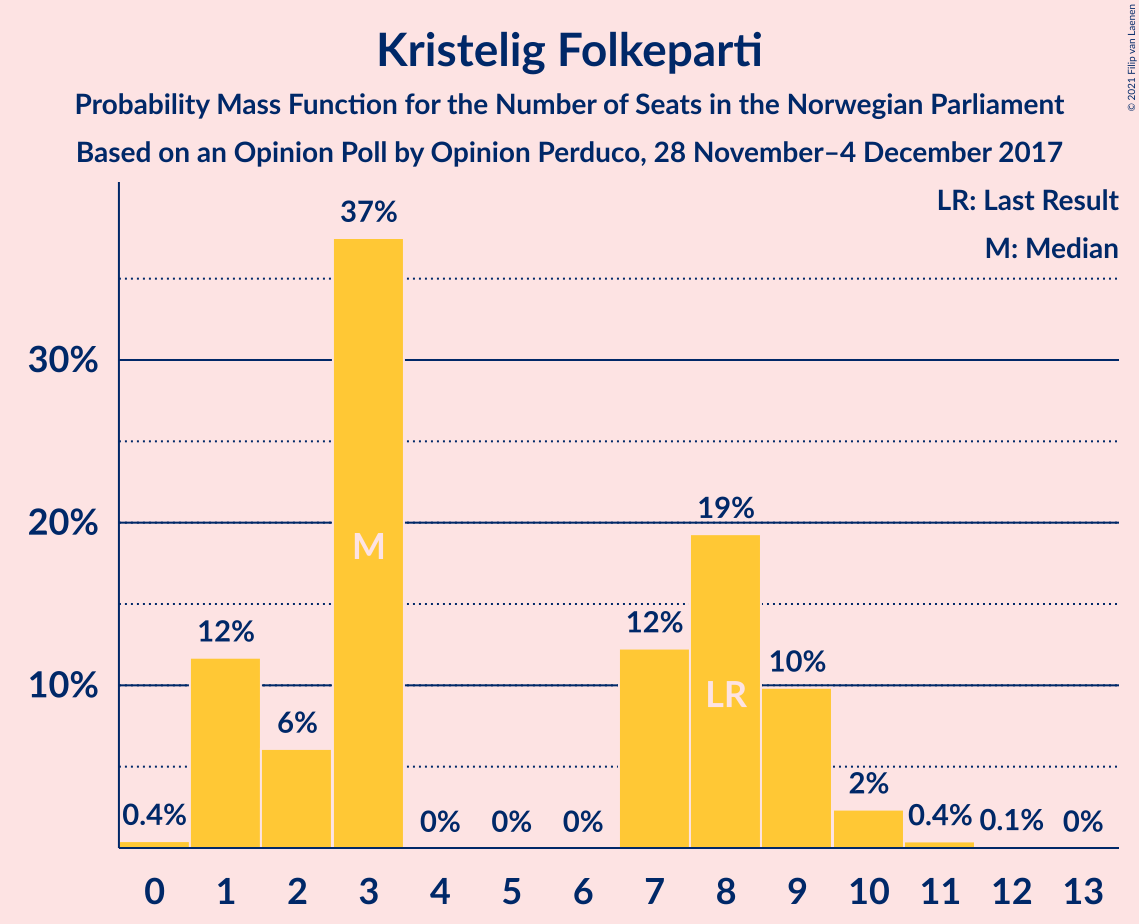 Kristelig Folkeparti
Probability Mass Function for the Number of Seats in the Norwegian Parliament
Based on an Opinion Poll by Opinion Perduco, 28 November–4 December 2017
© 2021 Filip van Laenen
LR: Last Result
M: Median
37%
30%
20%
19%
M
12%
12%
10%
10%
LR
6%
2%
0.4%
0%
0%
0%
0.4%
0.1%
0%
0 1 2 3 4 5 6 7 8 9 10 11 12 13